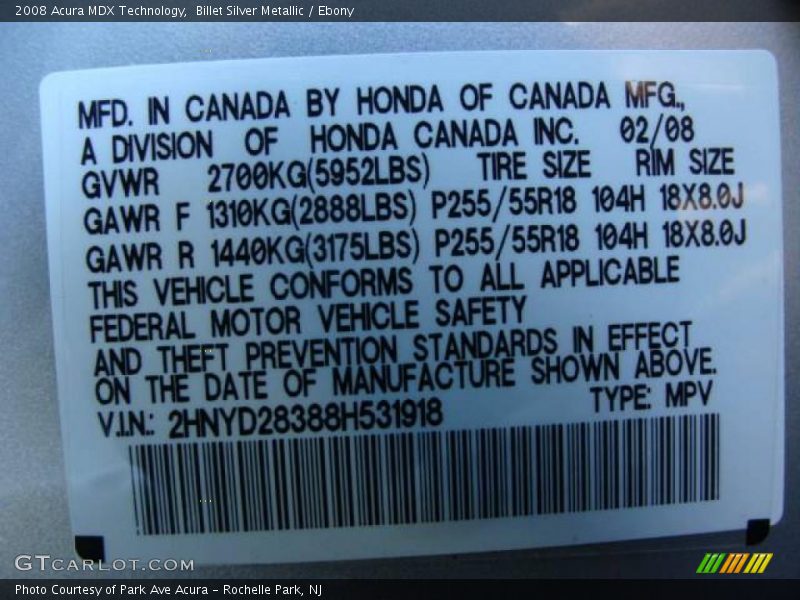 2008 Acura MDX Technology,  Billet Silver Metallic / Ebony
MFD. IN CANADA BY HONDA OF CANADA MFG.,
A DIVISION OF HONDA CANADA INC. 02/08
GVWR 2700KG(5952LBS) TIRE SIZE RIM SIZE
GAWR F 1310KG(2888LBS) P255/55R18 104H 18X8.0J
GAWR R 1440KG(3175LBS) P255/55R18 104H 18X8.0J
THIS VEHICLE CONFORMS TO ALL APPLICABLE
FEDERAL MOTOR VEHICLE SAFETY
AND THEFT PREVENTION STANDARDS IN EFFECT
ON THE DATE OF MANUFACTURE SHOWN ABOVE.
V.I.N.: 2HNYD28388H531918 TYPE: MPV
GTCARLOT.COM
Photo Courtesy of Park Ave Acura - Rochelle Park, NJ